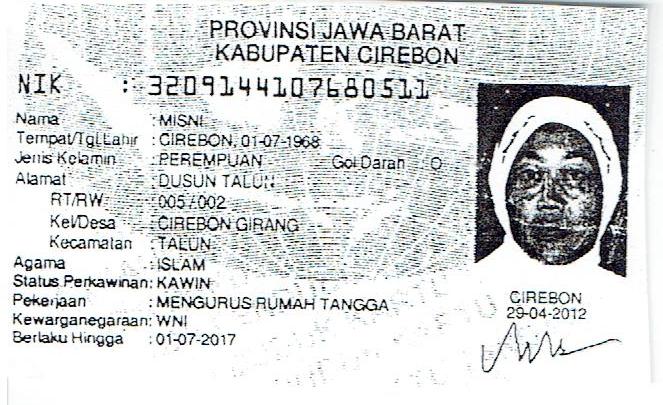 PROVINSI JAWA BARAT
KABUPATEN CIREBON
NIK : 3209144107680511
Nama : MISNI
Tempat/Tgl Lahir : CIREBON, 01-07-1968
Jenis Kelamin : PEREMPUAN Gol Darah O
Alamat : DUSUN TALUN
RT/RW : 005 / 002
Kel/Desa : CIREBON GIRANG
Kecamatan : TALUN
Agama : ISLAM
Status Perkawinan: KAWIN
Pekerjaan : MENGURUS RUMAH TANGGA
Kewarganegaraan: WNI
Berlaku Hingga : 01-07-2017
CIREBON
29-04-2012